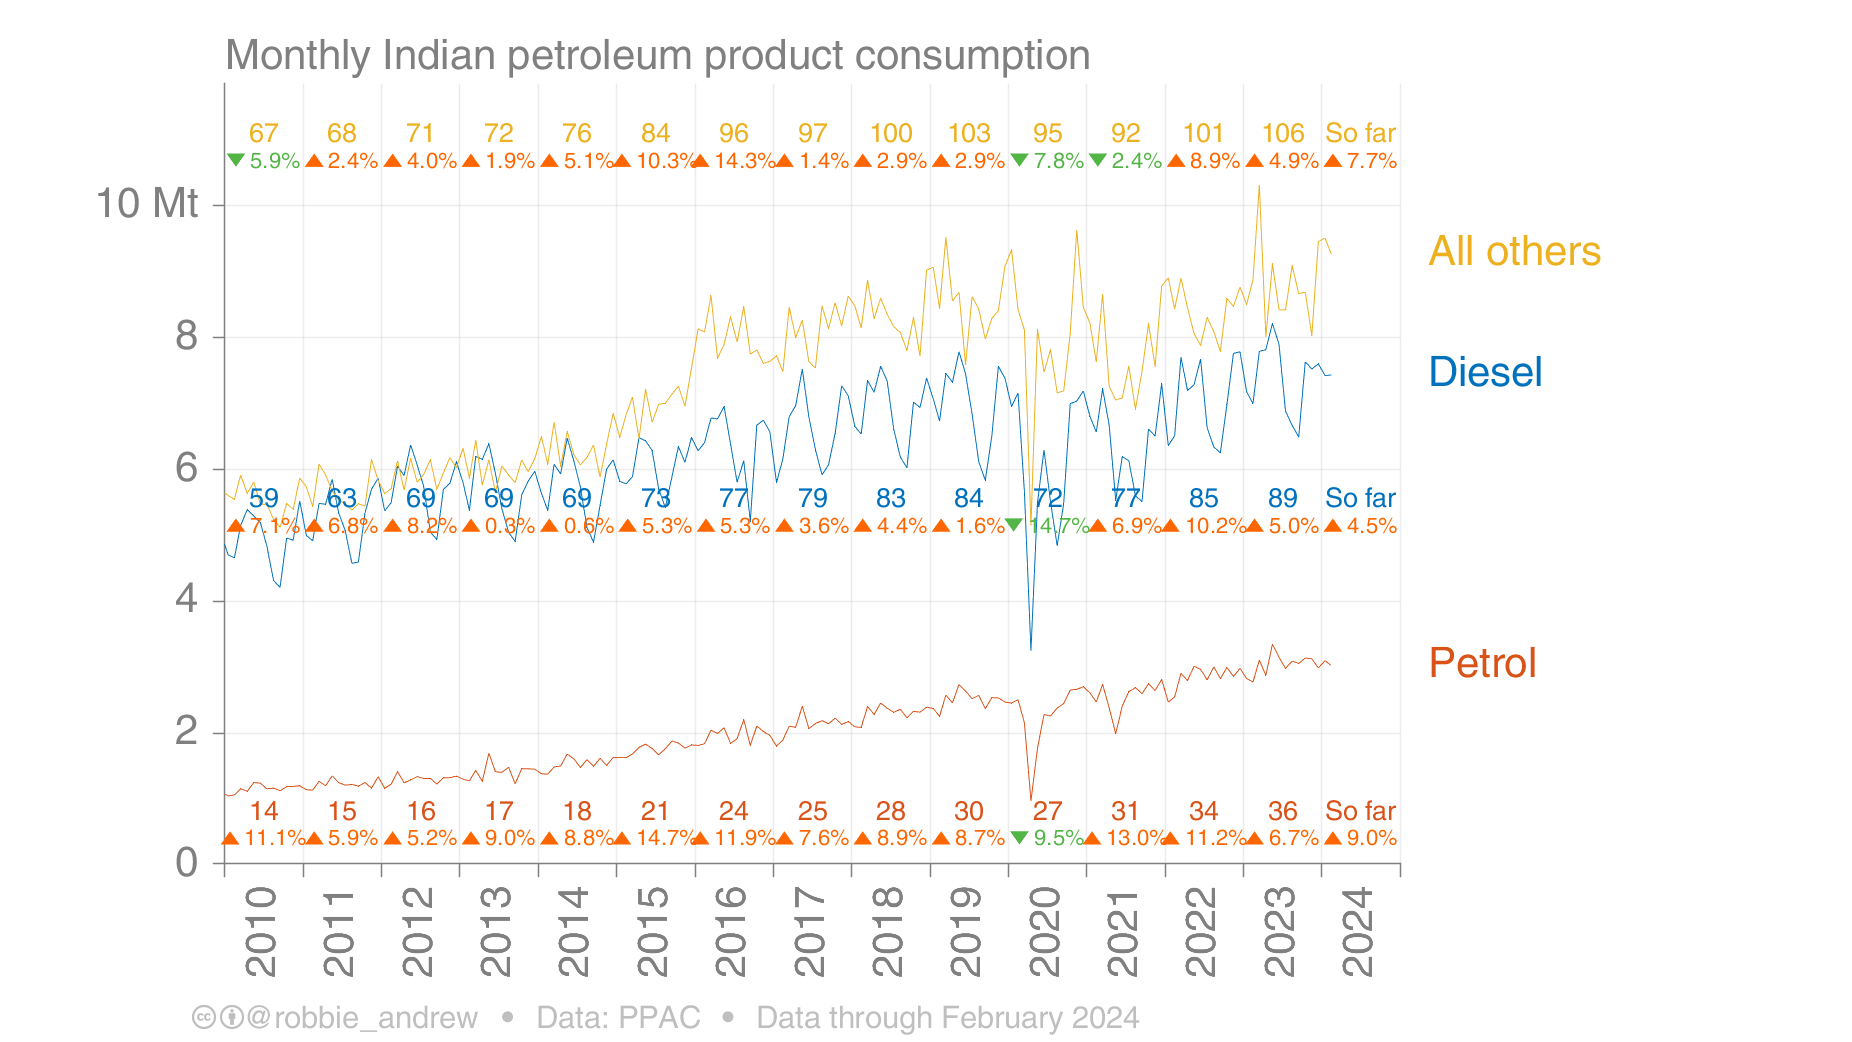 Monthly Indian petroleum product consumption
67 68 71 72 76 84 96 97 100 103 95 92 101 106 So far
▼ 5.9% ▲ 2.4% ▲ 4.0% ▲ 1.9% ▲ 5.1% ▲ 10.3% ▲ 14.3% ▲ 1.4% ▲ 2.9% ▲ 2.9% ▼ 7.8% ▼ 2.4% ▲ 8.9% ▲ 4.9% ▲ 7.7%
10 Mt
All others
8
Diesel
6
59 63 69 69 69 73 77 79 83 84 72 77 85 89 So far
▲ 7.1% ▲ 6.8% ▲ 8.2% ▲ 0.3% ▲ 0.6% ▲ 5.3% ▲ 5.3% ▲ 3.6% ▲ 4.4% ▲ 1.6% ▼ 14.7% ▲ 6.9% ▲ 10.2% ▲ 5.0% ▲ 4.5%
4
Petrol
2
14 15 16 17 18 21 24 25 28 30 27 31 34 36 So far
▲ 11.1% ▲ 5.9% ▲ 5.2% ▲ 9.0% ▲ 8.8% ▲ 14.7% ▲ 11.9% ▲ 7.6% ▲ 8.9% ▲ 8.7% ▼ 9.5% ▲ 13.0% ▲ 11.2% ▲ 6.7% ▲ 9.0%
0
2010 2011 2012 2013 2014 2015 2016 2017 2018 2019 2020 2021 2022 2023 2024
cc @robbie_andrew • Data: PPAC • Data through February 2024